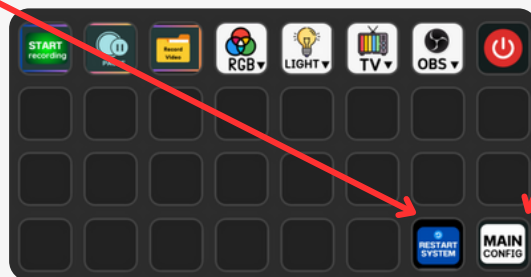 START
recording
PAUSE
Record
Video
RGB
LIGHT
TV
OBS
RESTART
SYSTEM
MAIN
CONFIG